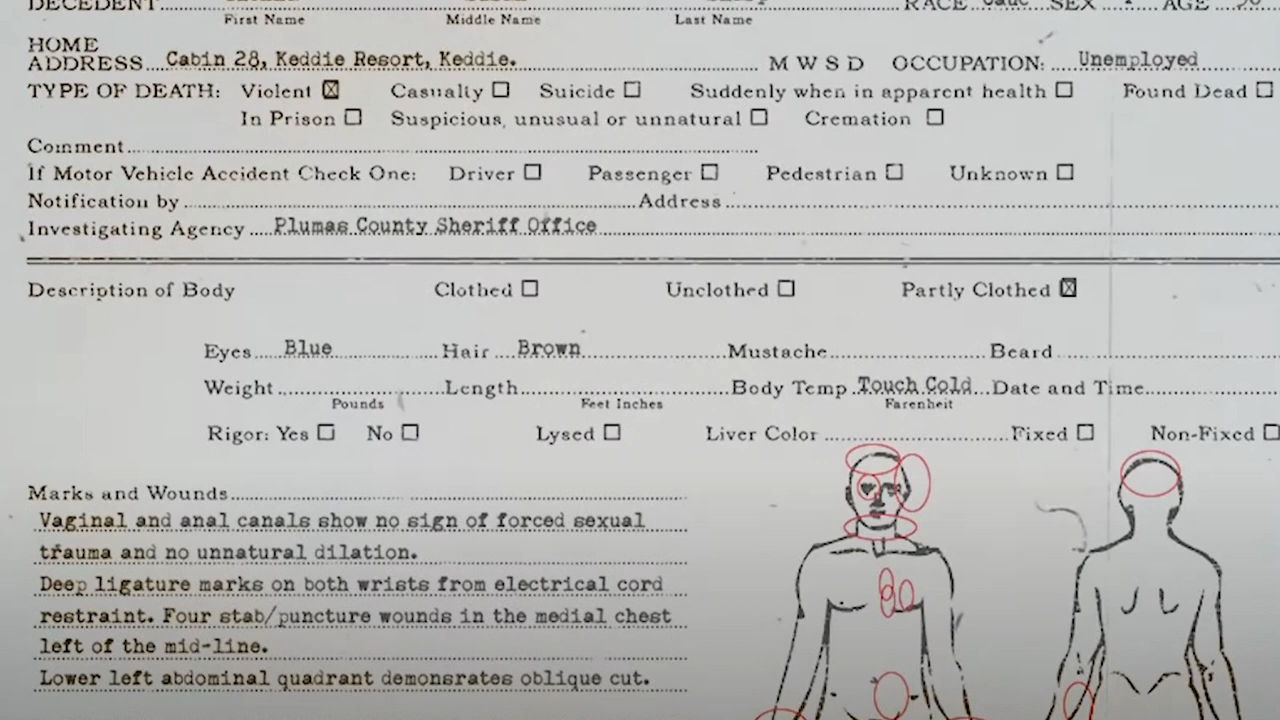 DECEDENT RACE Cauc SEX AGE
First Name Middle Name Last Name
HOME
ADDRESS Cabin 28, Keddie Resort, Keddie. M W S D OCCUPATION: Unemployed
TYPE OF DEATH: Violent ☒ Casualty ☐ Suicide ☐ Suddenly when in apparent health ☐ Found Dead ☐
In Prison ☐ Suspicious, unusual or unnatural ☐ Cremation ☐
Comment
If Motor Vehicle Accident Check One: Driver ☐ Passenger ☐ Pedestrian ☐ Unknown ☐
Notification by Address
Investigating Agency Plumas County Sheriff Office
Description of Body Clothed ☐ Unclothed ☐ Partly Clothed ☒
Eyes Blue Hair Brown Mustache Beard
Weight Length Body Temp Touch Cold Date and Time
Pounds Feet Inches Farenheit
Rigor: Yes ☐ No ☐ Lysed ☐ Liver Color Fixed ☐ Non-Fixed ☐
Marks and Wounds
Vaginal and anal canals show no sign of forced sexual
trauma and no unnatural dilation.
Deep ligature marks on both wrists from electrical cord
restraint. Four stab/puncture wounds in the medial chest
left of the mid-line.
Lower left abdominal quadrant demonsrates oblique cut.